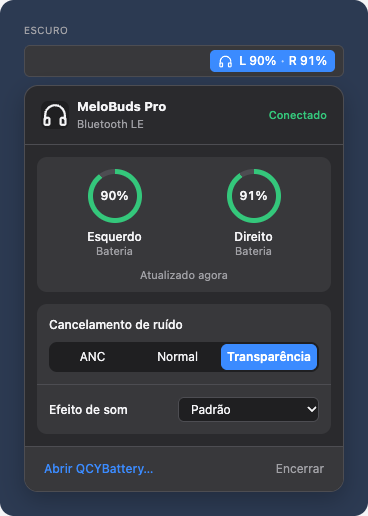 ESCURO
L 90% · R 91%
MeloBuds Pro
Bluetooth LE
Conectado
90%
91%
Esquerdo
Direito
Bateria
Bateria
Atualizado agora
Cancelamento de ruído
ANC
Normal
Transparência
Efeito de som
Padrão
Abrir QCYBattery...
Encerrar